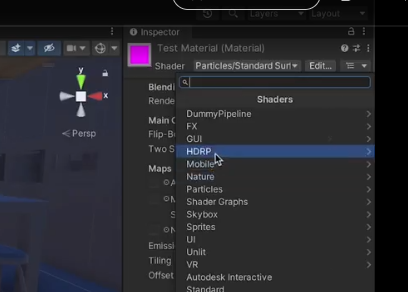 Layers
Layout
Inspector
Test Material (Material)
Shader
Particles/Standard Surf
Edit...
Shaders
DummyPipeline
FX
GUI
HDRP
Mobile
Nature
Particles
Shader Graphs
Skybox
Sprites
UI
Unlit
VR
Autodesk Interactive
Standard
Blendi
Rende
Main C
Flip-B
Two S
Maps
A
M
S
N
Emissi
Tiling
Offset
y
x
< Persp